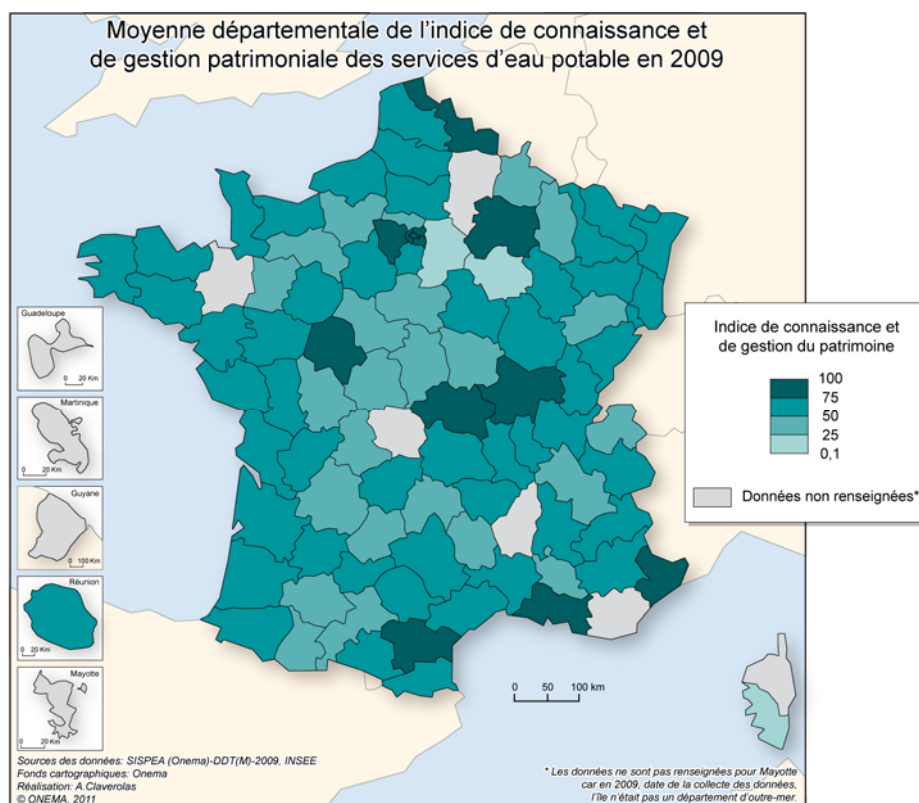 Moyenne départementale de l'indice de connaissance et
de gestion patrimoniale des services d'eau potable en 2009
Guadeloupe
0 20 Km
Martinique
0 20 Km
Guyane
0 100 Km
Réunion
0 20 Km
Mayotte
0 20 Km
Indice de connaissance et
de gestion du patrimoine
100
75
50
25
0,1
Données non renseignées*
0 50 100 km
Sources des données: SISPEA (Onema)-DDT(M)-2009, INSEE
Fonds cartographiques: Onema
Réalisation: A.Claverolas
© ONEMA, 2011
* Les données ne sont pas renseignées pour Mayotte
car en 2009, date de la collecte des données,
l'île n'était pas un département d'outre-mer.